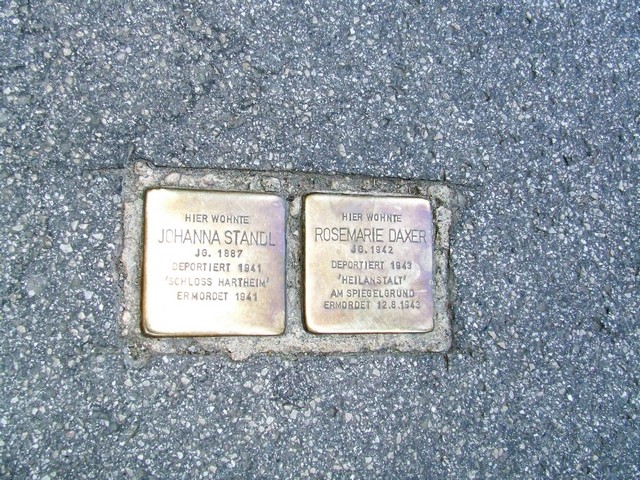 HIER WOHNTE
JOHANNA STANDL
JG. 1887
DEPORTIERT 1941
'SCHLOSS HARTHEIM'
ERMORDET 1941
HIER WOHNTE
ROSEMARIE DAXER
JG. 1942
DEPORTIERT 1943
'HEILANSTALT'
AM SPIEGELGRUND
ERMORDET 12.8.1943